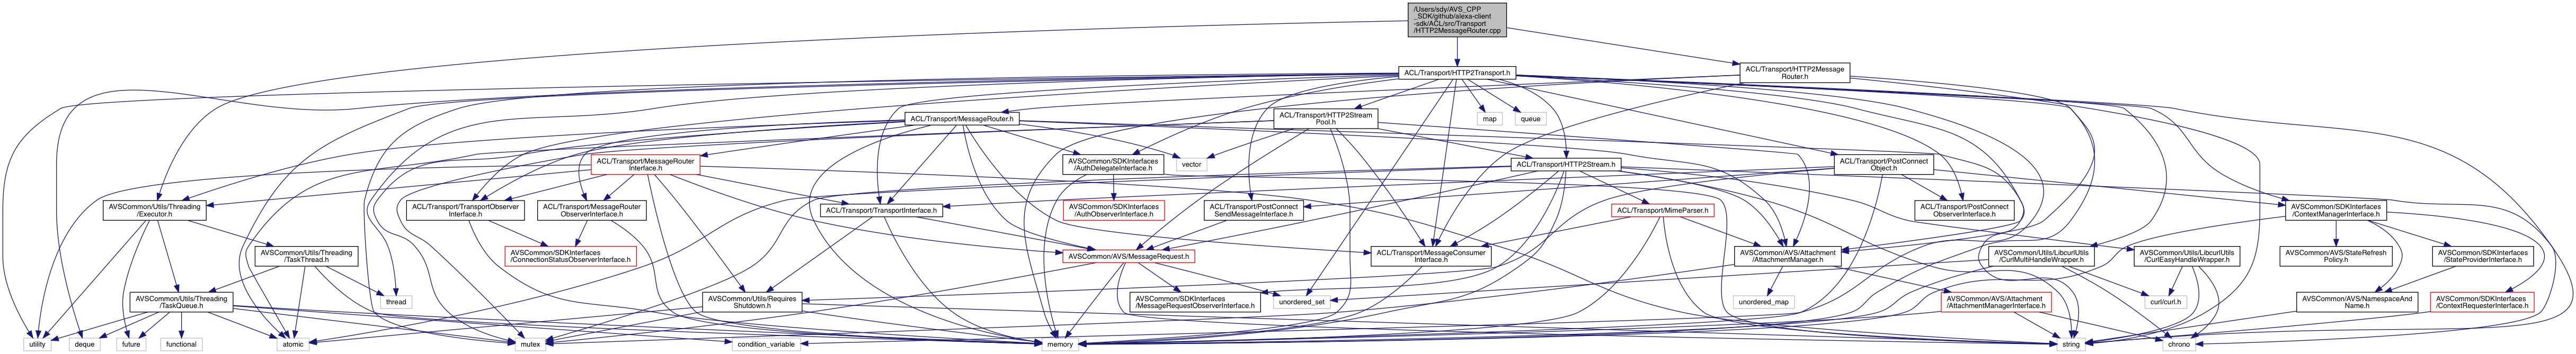 /Users/sdy/AVS_CPP
_SDK/github/alexa-client
-sdk/ACL/src/Transport
/HTTP2MessageRouter.cpp
ACL/Transport/HTTP2Transport.h
ACL/Transport/HTTP2Message
Router.h
ACL/Transport/MessageRouter.h
ACL/Transport/HTTP2Stream
Pool.h
map
queue
ACL/Transport/MessageRouter
Interface.h
AVSCommon/SDKInterfaces
/AuthDelegateInterface.h
vector
ACL/Transport/HTTP2Stream.h
ACL/Transport/PostConnect
Object.h
AVSCommon/Utils/Threading
/Executor.h
ACL/Transport/TransportObserver
Interface.h
ACL/Transport/MessageRouter
ObserverInterface.h
ACL/Transport/TransportInterface.h
AVSCommon/SDKInterfaces
/AuthObserverInterface.h
ACL/Transport/PostConnect
SendMessageInterface.h
ACL/Transport/MimeParser.h
ACL/Transport/PostConnect
ObserverInterface.h
AVSCommon/SDKInterfaces
/ContextManagerInterface.h
AVSCommon/Utils/Threading
/TaskThread.h
AVSCommon/SDKInterfaces
/ConnectionStatusObserverInterface.h
AVSCommon/AVS/MessageRequest.h
ACL/Transport/MessageConsumer
Interface.h
AVSCommon/AVS/Attachment
/AttachmentManager.h
AVSCommon/Utils/LibcurlUtils
/CurlMultiHandleWrapper.h
AVSCommon/Utils/LibcurlUtils
/CurlEasyHandleWrapper.h
AVSCommon/AVS/StateRefresh
Policy.h
AVSCommon/SDKInterfaces
/StateProviderInterface.h
AVSCommon/Utils/Threading
/TaskQueue.h
thread
AVSCommon/Utils/Requires
Shutdown.h
AVSCommon/SDKInterfaces
/MessageRequestObserverInterface.h
unordered_set
unordered_map
AVSCommon/AVS/Attachment
/AttachmentManagerInterface.h
curl/curl.h
AVSCommon/AVS/NamespaceAnd
Name.h
AVSCommon/SDKInterfaces
/ContextRequesterInterface.h
utility
deque
future
functional
atomic
mutex
condition_variable
memory
string
chrono